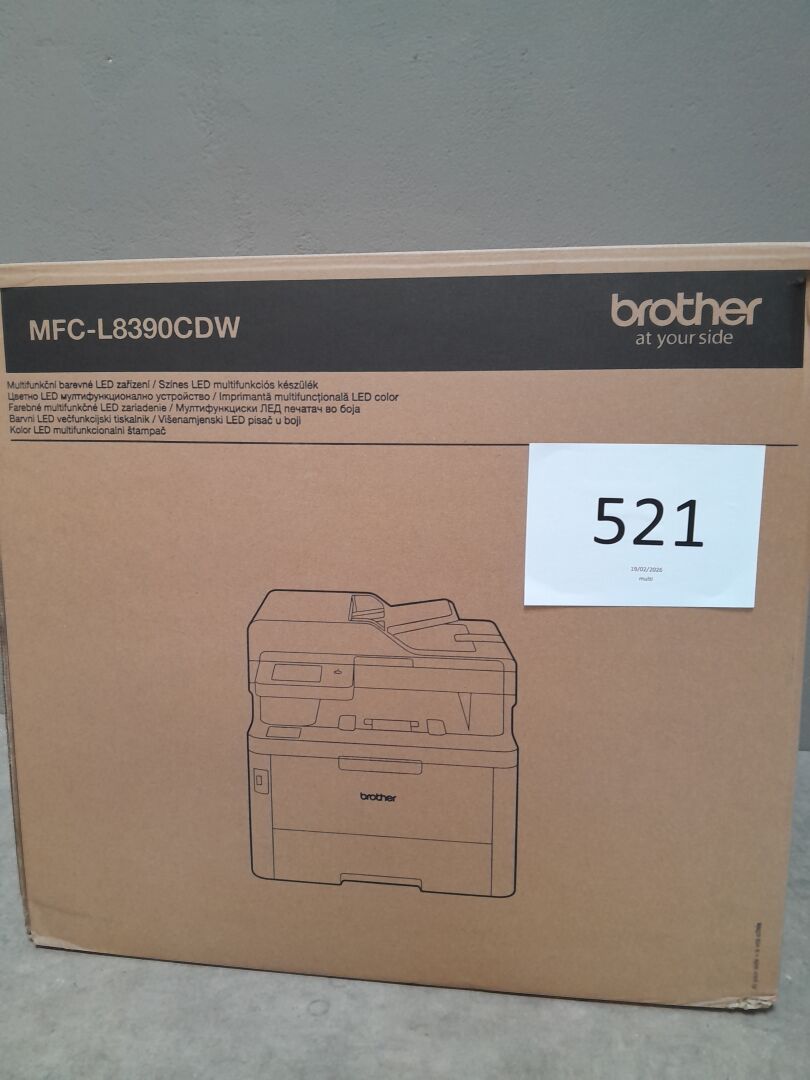 MFC-L8390CDW
brother
at your side
Multifunkční barevné LED zařízení / Színes LED multifunkciós készülék
Цветно LED мултифункционално устройство / Imprimantă multifuncţională LED color
Farebné multifunkčné LED zariadenie / Мултифункциски ЛЕД печатач во боја
Barvni LED večfunkcijski tiskalnik / Višenamjenski LED pisač u boji
Kolor LED multifunkcionalni štampač
521
19/02/2026
multi
brother